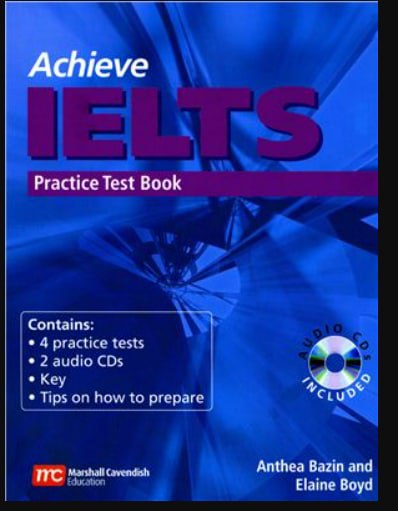 Achieve
IELTS
Practice Test Book
Contains:
• 4 practice tests
• 2 audio CDs
• Key
• Tips on how to prepare
AUDIO CDs
INCLUDED
mc Marshall Cavendish
Education
Anthea Bazin and
Elaine Boyd